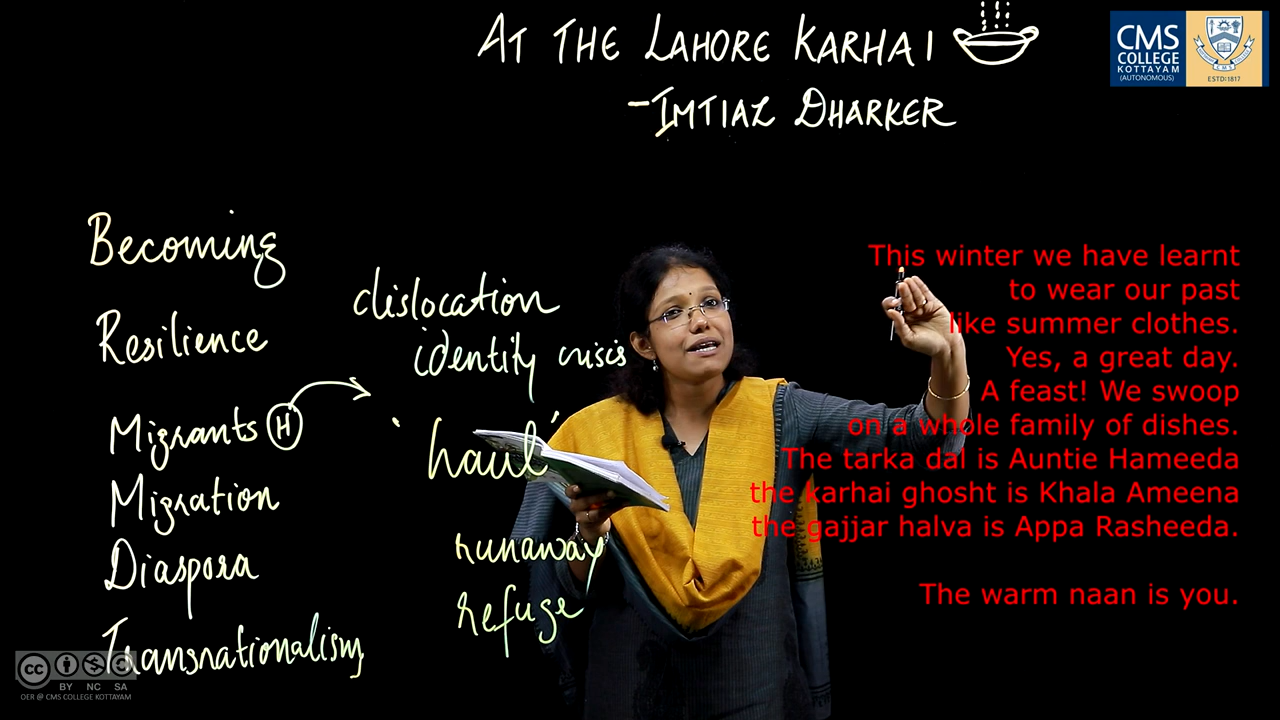 AT THE LAHORE KARHAI
-IMTIAZ DHARKER
CMS
COLLEGE
KOTTAYAM
(AUTONOMOUS)
ESTD:1817
Becoming
Resilience
Migrants H
Migration
Diaspora
Transnationalism
dislocation
identity crisis
'haul'
runaway
refuge
This winter we have learnt
to wear our past
like summer clothes.
Yes, a great day.
A feast! We swoop
on a whole family of dishes.
The tarka dal is Auntie Hameeda
the karhai ghosht is Khala Ameena
the gajjar halva is Appa Rasheeda.
The warm naan is you.
cc
BY NC SA
OER @ CMS COLLEGE KOTTAYAM